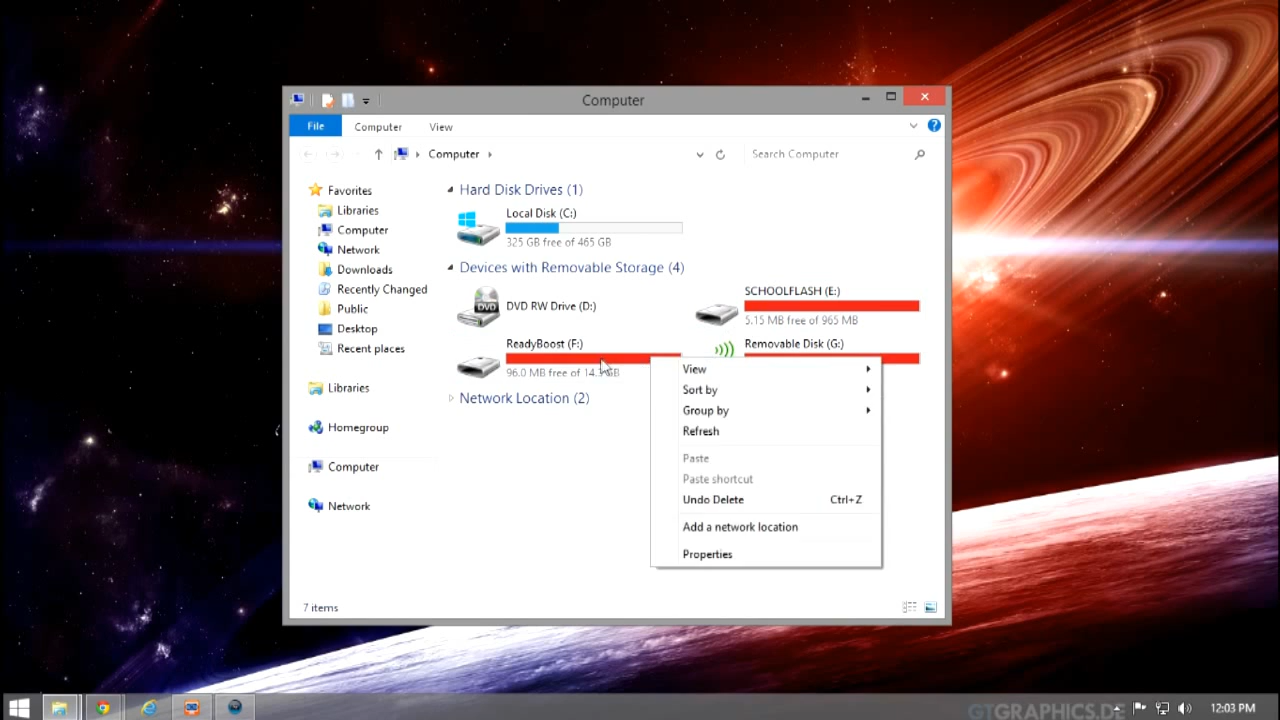 Computer
File Computer View
Computer
Search Computer
Favorites
Libraries
Computer
Network
Downloads
Recently Changed
Public
Desktop
Recent places
Libraries
Homegroup
Computer
Network
Hard Disk Drives (1)
Local Disk (C:)
325 GB free of 465 GB
Devices with Removable Storage (4)
DVD
DVD RW Drive (D:)
SCHOOLFLASH (E:)
5.15 MB free of 965 MB
ReadyBoost (F:)
96.0 MB free of 14.3 GB
Removable Disk (G:)
Network Location (2)
View
Sort by
Group by
Refresh
Paste
Paste shortcut
Undo Delete Ctrl+Z
Add a network location
Properties
7 items
GTGRAPHICS.DE
12:03 PM